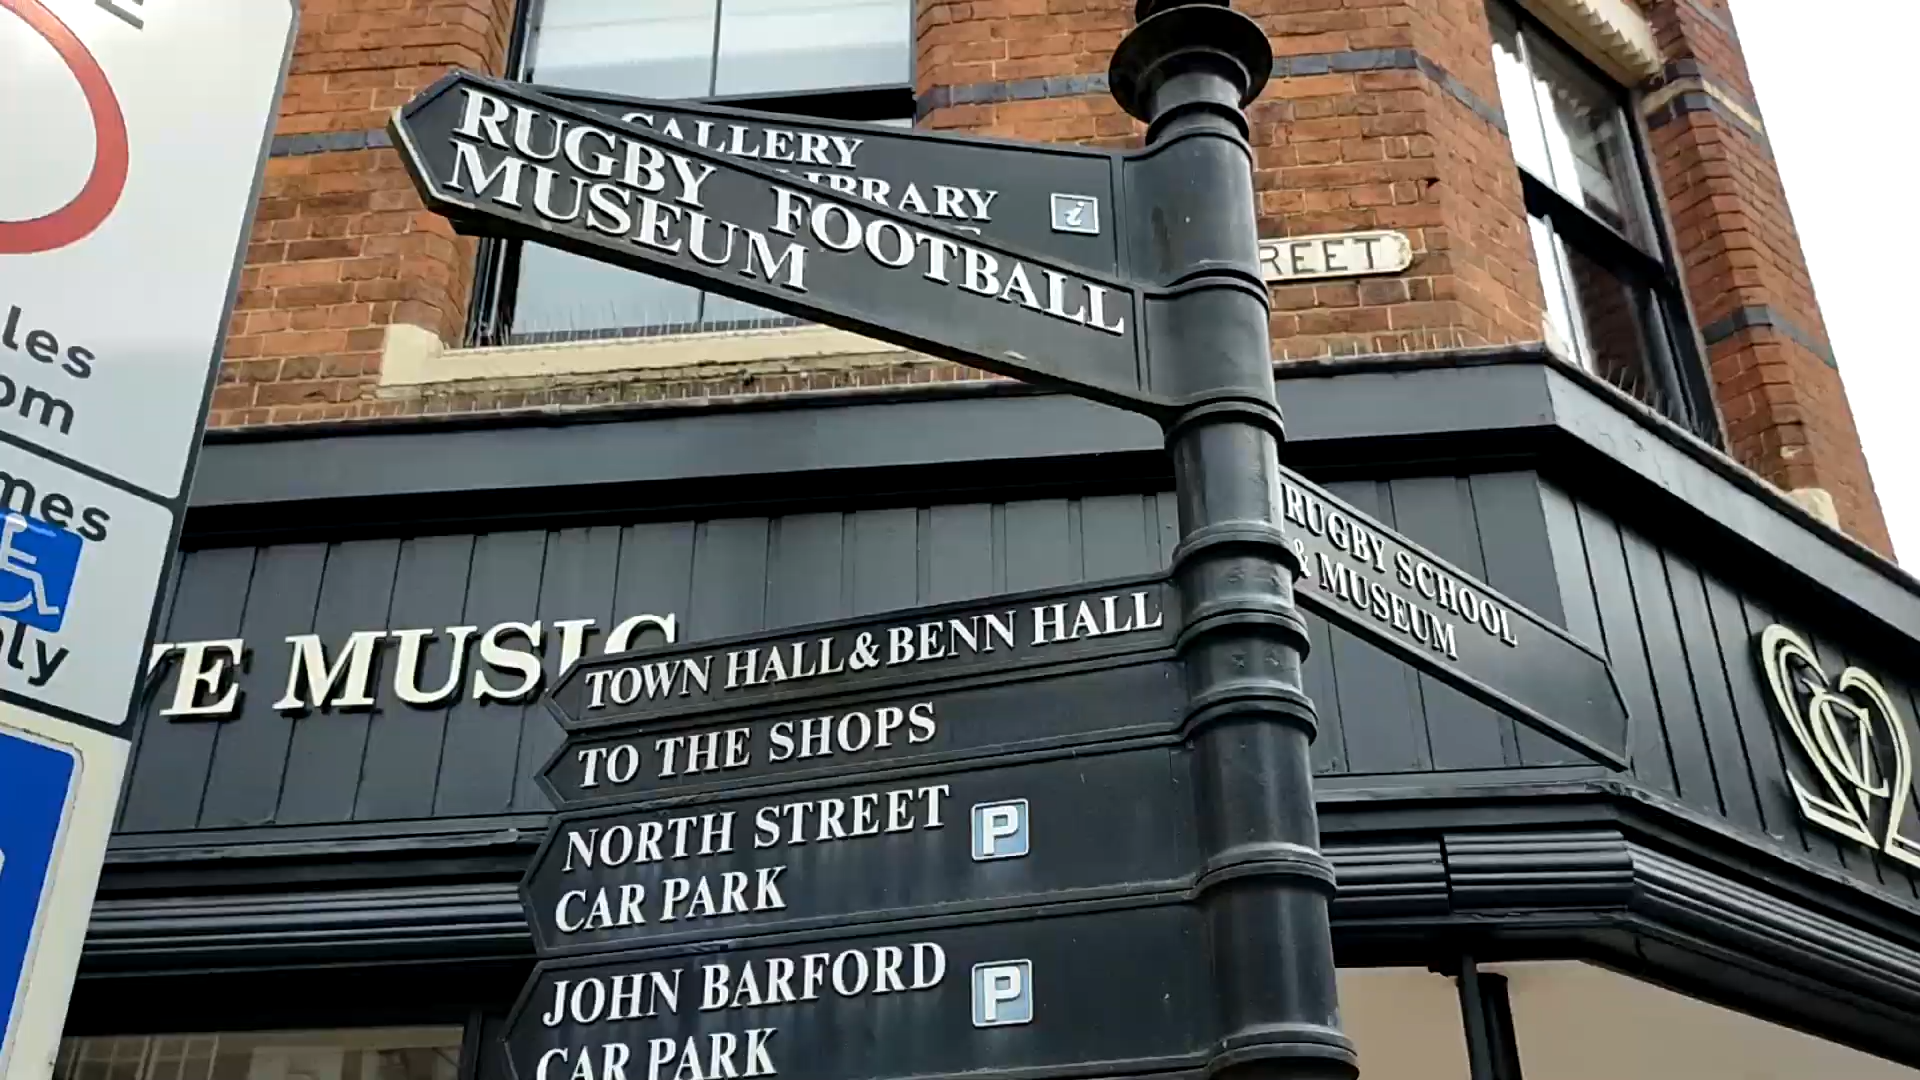 GALLERY
LIBRARY
RUGBY FOOTBALL
MUSEUM
REET
RUGBY SCHOOL
& MUSEUM
VE MUSIC
TOWN HALL & BENN HALL
TO THE SHOPS
NORTH STREET
CAR PARK
P
JOHN BARFORD
CAR PARK
P
les
om
mes
nly